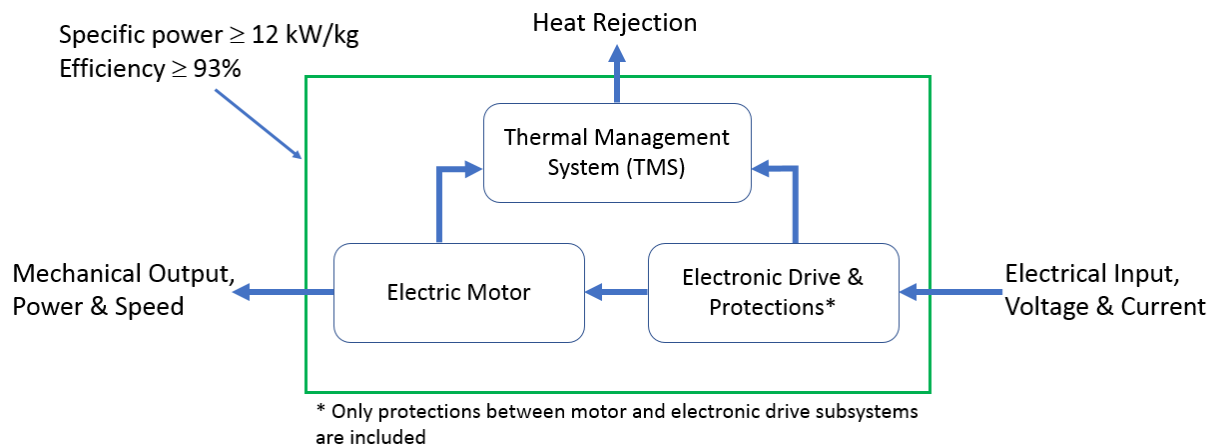 Specific power ≥ 12 kW/kg
Efficiency ≥ 93%
Heat Rejection
Thermal Management
System (TMS)
Mechanical Output,
Power & Speed
Electric Motor
Electronic Drive &
Protections*
Electrical Input,
Voltage & Current
* Only protections between motor and electronic drive subsystems
are included